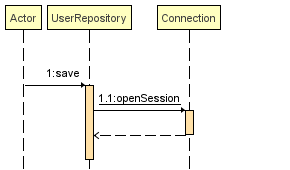 Actor
UserRepository
Connection
1:save
1.1:openSession